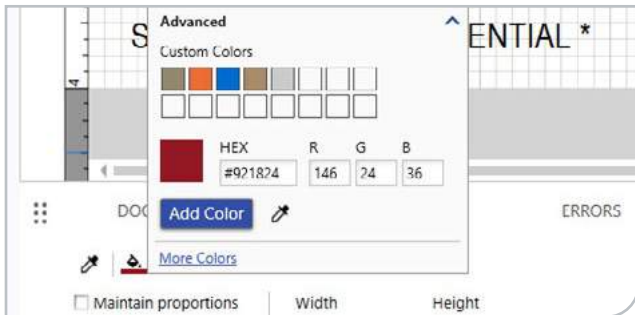 Advanced
S ENTIAL *
Custom Colors
4
HEX R G B
#921824 146 24 36
DOC ERRORS
Add Color
More Colors
Maintain proportions Width Height